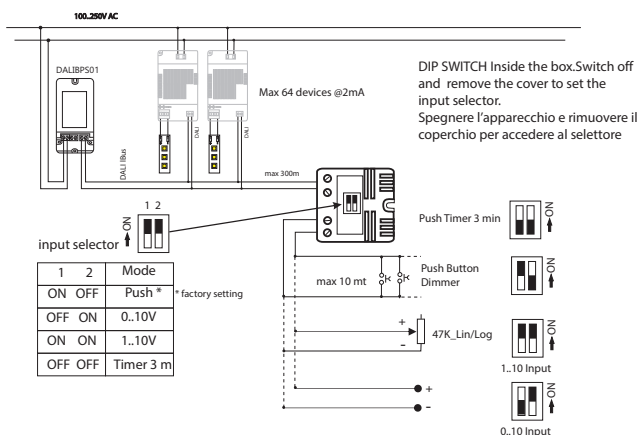 100..250V AC
DALIBPS01
Max 64 devices @2mA
DALI
DALI
DALI IBus
max 300m
DIP SWITCH Inside the box.Switch off
and remove the cover to set the
input selector.
Spegnere l'apparecchio e rimuovere il
coperchio per accedere al selettore
1 2
ON
input selector
1 2 Mode
ON OFF Push * * factory setting
OFF ON 0..10V
ON ON 1..10V
OFF OFF Timer 3 m
max 10 mt
Push Timer 3 min
ON
Push Button
Dimmer
ON
+
47K_Lin/Log
-
ON
1..10 Input
+
-
ON
0..10 Input